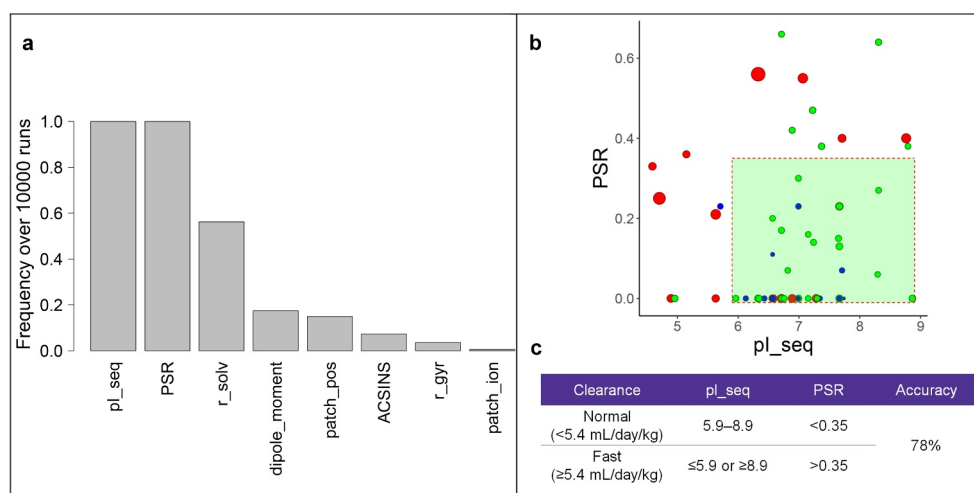 a
Frequency over 10000 runs
1.0
0.8
0.6
0.4
0.2
0.0
pI_seq
PSR
r_solv
dipole_moment
patch_pos
ACSINS
r_gyr
patch_ion
b
PSR
0.6
0.4
0.2
0.0
5 6 7 8 9
pI_seq
c
Clearance pI_seq PSR Accuracy
Normal
(<5.4 mL/day/kg) 5.9–8.9 <0.35
78%
Fast
(≥5.4 mL/day/kg) ≤5.9 or ≥8.9 >0.35